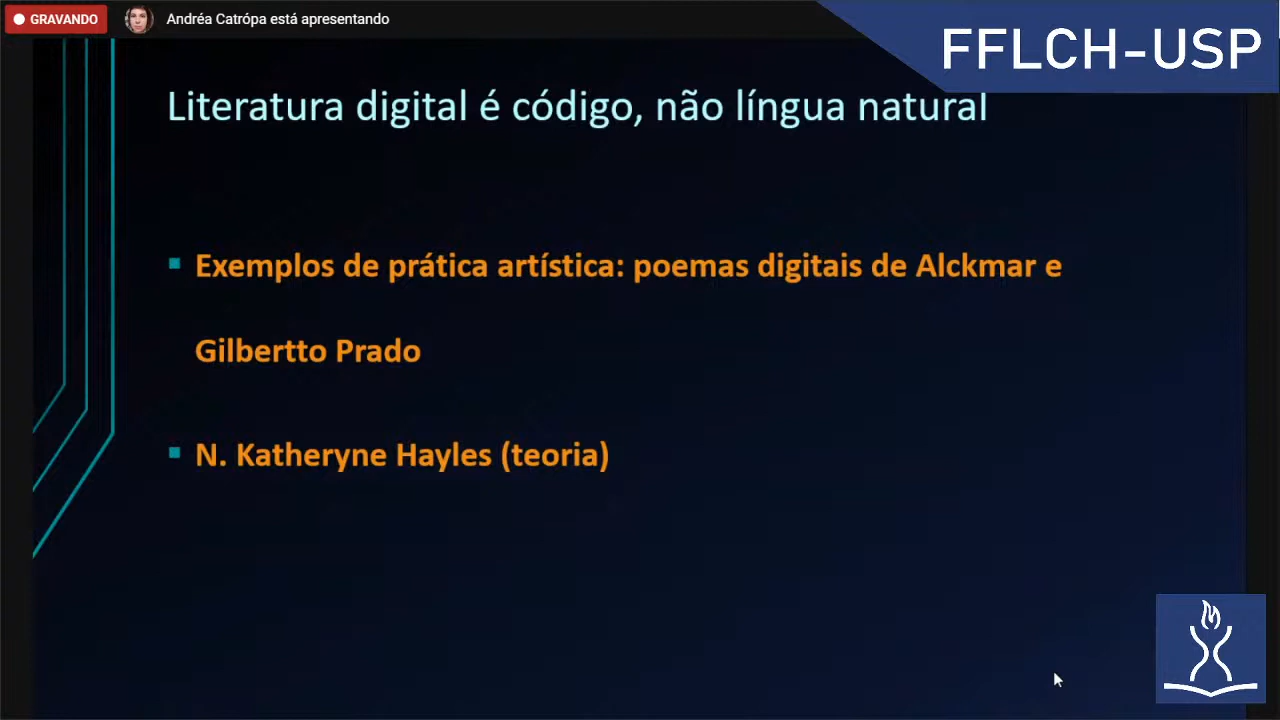 GRAVANDO
Andréa Catrópa está apresentando
FFLCH-USP
Literatura digital é código, não língua natural
Exemplos de prática artística: poemas digitais de Alckmar e
Gilbertto Prado
N. Katheryne Hayles (teoria)